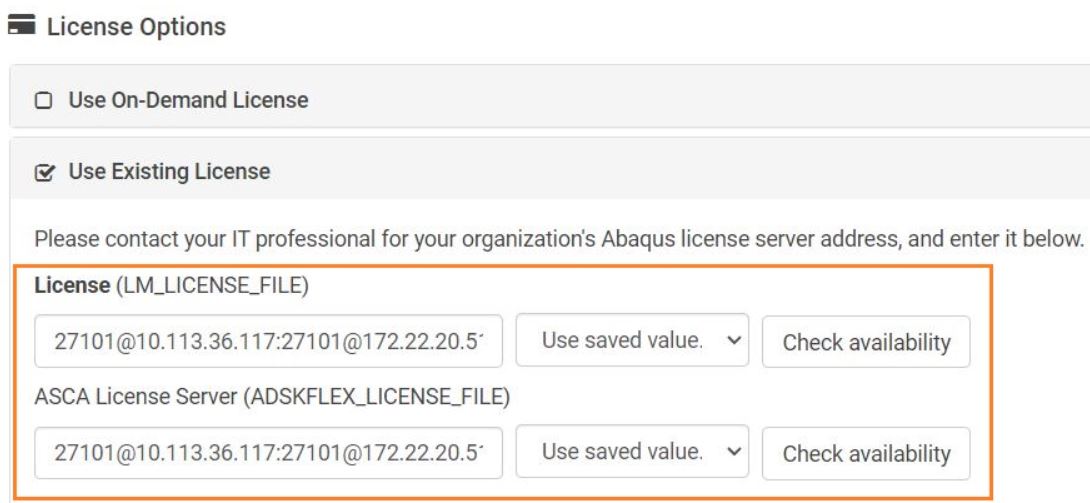 License Options
Use On-Demand License
Use Existing License
Please contact your IT professional for your organization's Abaqus license server address, and enter it below.
License (LM_LICENSE_FILE)
27101@10.113.36.117:27101@172.22.20.5 Use saved value. Check availability
ASCA License Server (ADSKFLEX_LICENSE_FILE)
27101@10.113.36.117:27101@172.22.20.5 Use saved value. Check availability